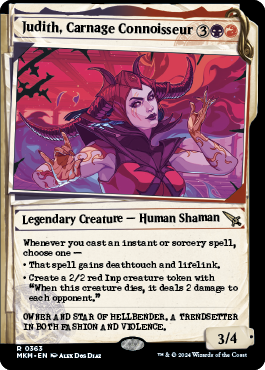 Judith, Carnage Connoisseur 3
Legendary Creature — Human Shaman
Whenever you cast an instant or sorcery spell,
choose one —
• That spell gains deathtouch and lifelink.
• Create a 2/2 red Imp creature token with
"When this creature dies, it deals 2 damage to
each opponent."
OWNER AND STAR OF HELLBENDER. A TRENDSETTER
IN BOTH FASHION AND VIOLENCE.
3/4
R 0363
MKM • EN Alex Dos Diaz
™ & © 2024 Wizards of the Coast